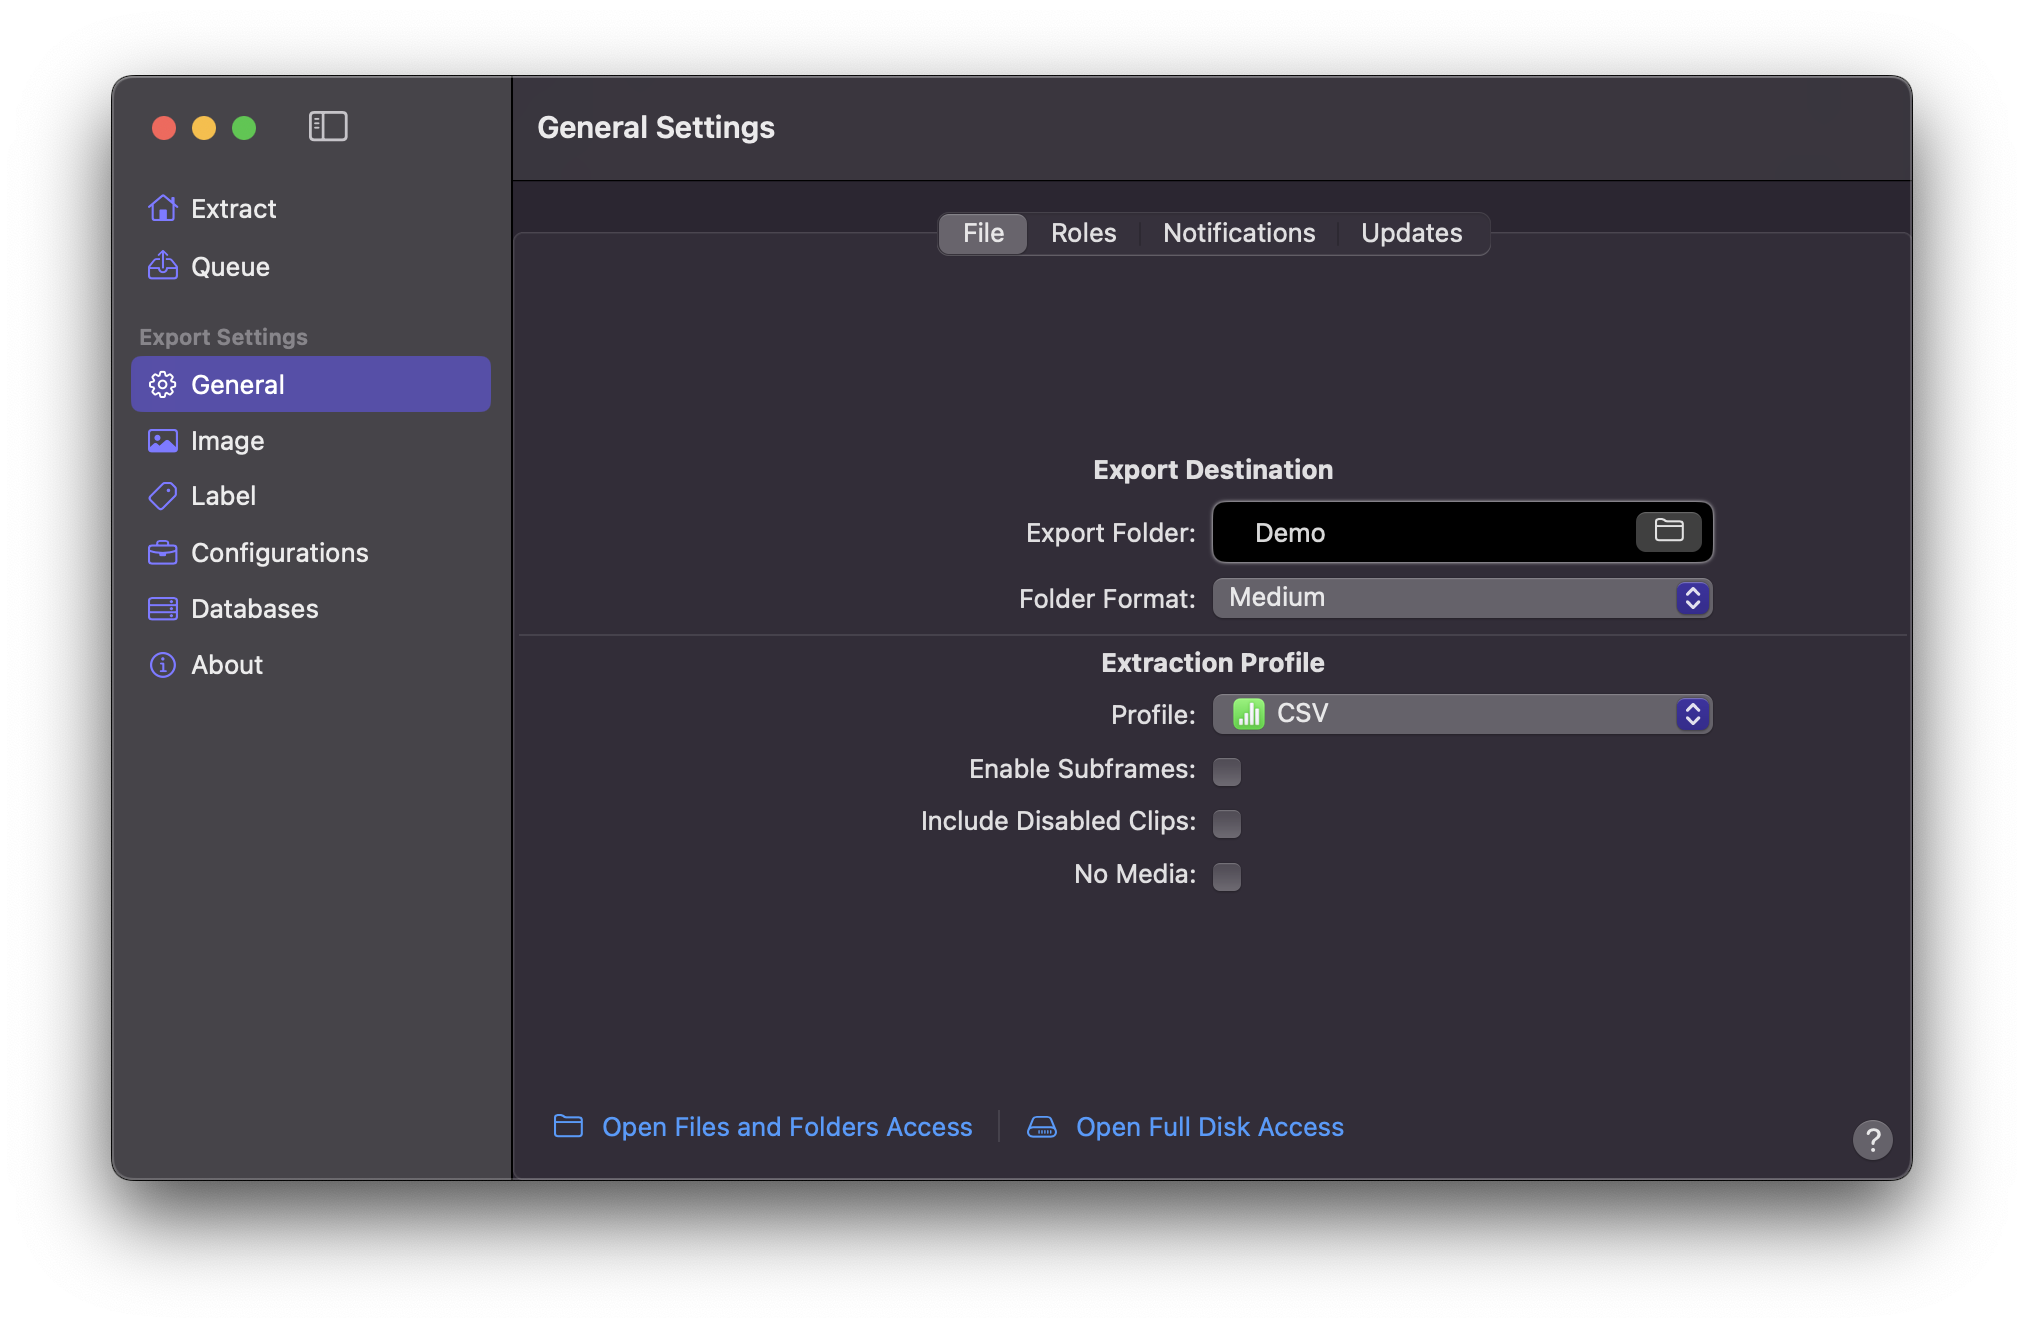 General Settings
Extract
Queue
Export Settings
General
Image
Label
Configurations
Databases
About
File Roles Notifications Updates
Export Destination
Export Folder: Demo
Folder Format: Medium
Extraction Profile
Profile: CSV
Enable Subframes:
Include Disabled Clips:
No Media:
Open Files and Folders Access Open Full Disk Access
?